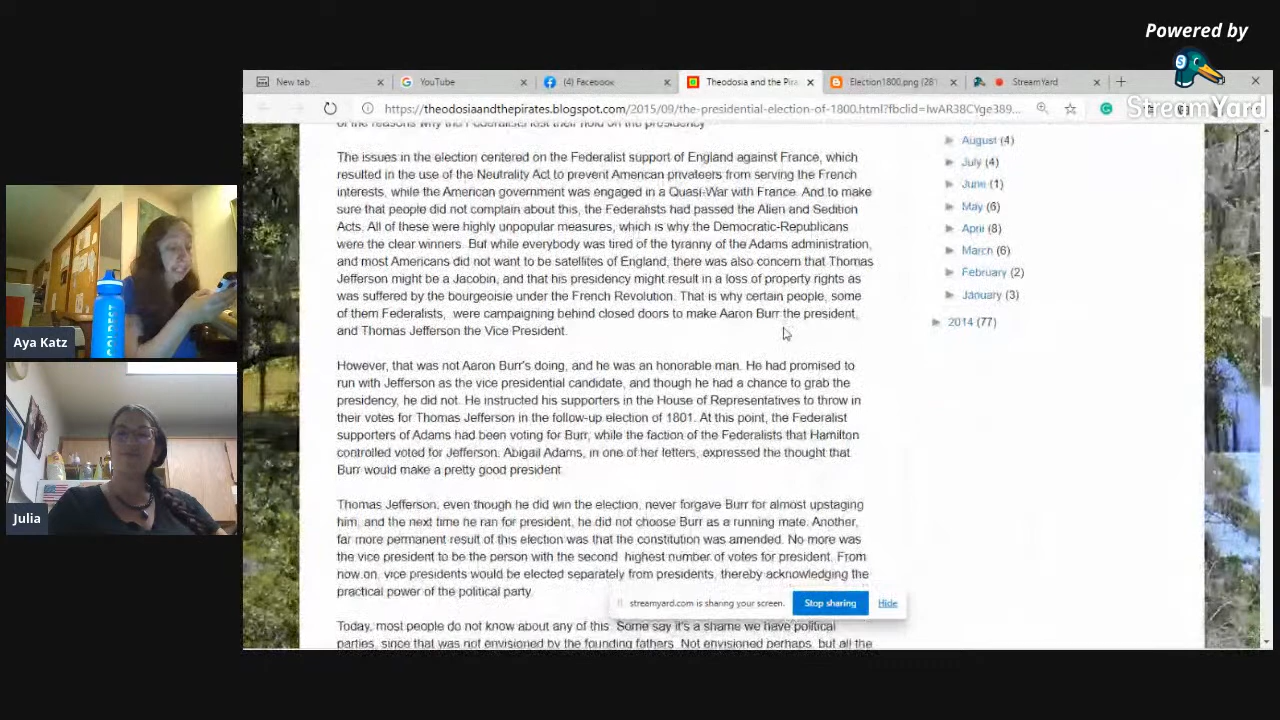 Powered by
StreamYard
New tab
YouTube
(4) Facebook
Theodosia and the Pira
Election1800.png (281
StreamYard
https://theodosiaandthepirates.blogspot.com/2015/09/the-presidential-election-of-1800.html?fbclid=IwAR38CYge389...
of the reasons why the Federalists lost their hold on the presidency
The issues in the election centered on the Federalist support of England against France, which
resulted in the use of the Neutrality Act to prevent American privateers from serving the French
interests, while the American government was engaged in a Quasi-War with France. And to make
sure that people did not complain about this, the Federalists had passed the Alien and Sedition
Acts. All of these were highly unpopular measures, which is why the Democratic-Republicans
were the clear winners. But while everybody was tired of the tyranny of the Adams administration,
and most Americans did not want to be satellites of England, there was also concern that Thomas
Jefferson might be a Jacobin, and that his presidency might result in a loss of property rights as
was suffered by the bourgeoisie under the French Revolution. That is why certain people, some
of them Federalists, were campaigning behind closed doors to make Aaron Burr the president,
and Thomas Jefferson the Vice President.
However, that was not Aaron Burr's doing, and he was an honorable man. He had promised to
run with Jefferson as the vice presidential candidate, and though he had a chance to grab the
presidency, he did not. He instructed his supporters in the House of Representatives to throw in
their votes for Thomas Jefferson in the follow-up election of 1801. At this point, the Federalist
supporters of Adams had been voting for Burr, while the faction of the Federalists that Hamilton
controlled voted for Jefferson. Abigail Adams, in one of her letters, expressed the thought that
Burr would make a pretty good president.
Thomas Jefferson, even though he did win the election, never forgave Burr for almost upstaging
him, and the next time he ran for president, he did not choose Burr as a running mate. Another,
far more permanent result of this election was that the constitution was amended. No more was
the vice president to be the person with the second highest number of votes for president. From
now on, vice presidents would be elected separately from presidents, thereby acknowledging the
practical power of the political party.
Today, most people do not know about any of this. Some say it's a shame we have political
parties, since that was not envisioned by the founding fathers. Not envisioned perhaps, but all the
August (4)
July (4)
June (1)
May (6)
April (8)
March (6)
February (2)
January (3)
2014 (77)
streamyard.com is sharing your screen.
Stop sharing
Hide
Aya Katz
Julia